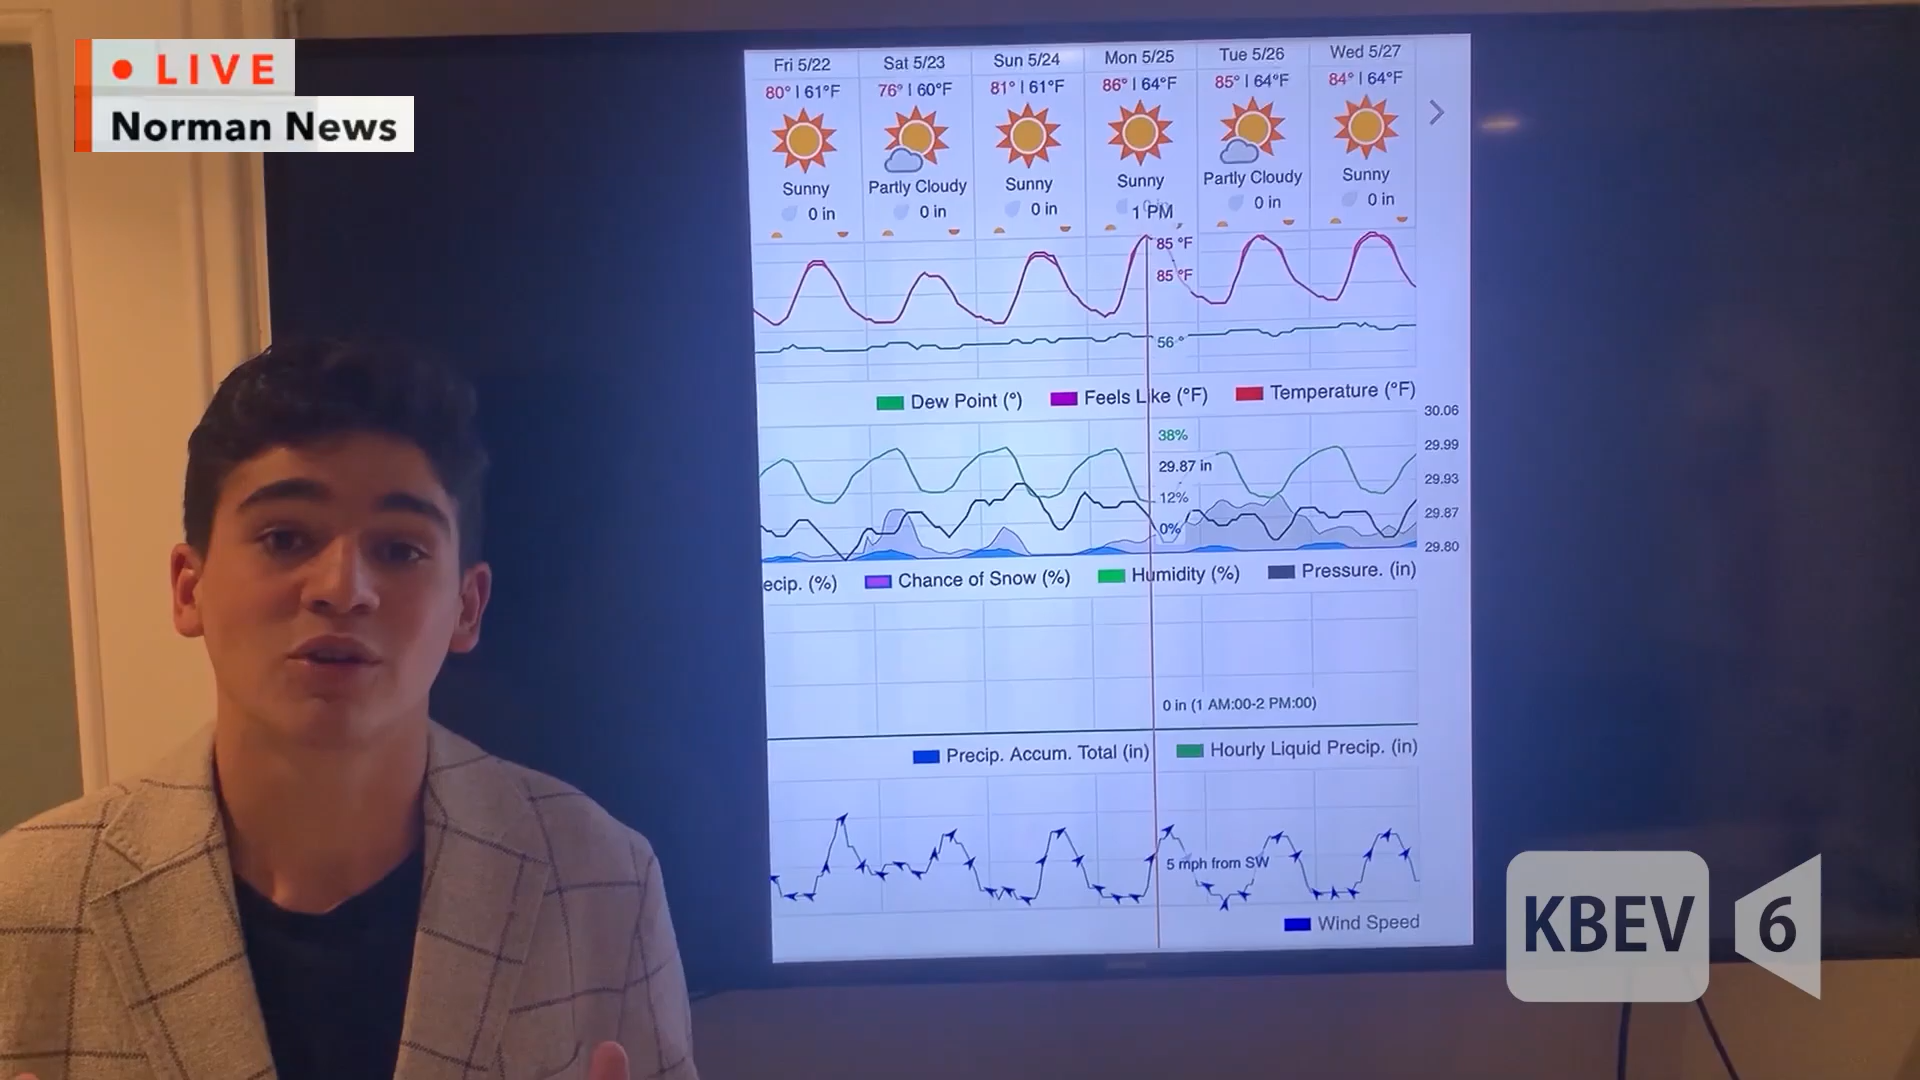 LIVE
Norman News
Fri 5/22 Sat 5/23 Sun 5/24 Mon 5/25 Tue 5/26 Wed 5/27
80° | 61°F 76° | 60°F 81° | 61°F 86° | 64°F 85° | 64°F 84° | 64°F
Sunny Partly Cloudy Sunny Sunny Partly Cloudy Sunny
0 in 0 in 0 in 1 PM 0 in 0 in
85 °F
85 °F
56 °
Dew Point (°) Feels Like (°F) Temperature (°F)
30.06
38%
29.99
29.87 in
29.93
12%
29.87
0%
29.80
ecip. (%) Chance of Snow (%) Humidity (%) Pressure. (in)
0 in (1 AM:00-2 PM:00)
Precip. Accum. Total (in) Hourly Liquid Precip. (in)
5 mph from SW
Wind Speed
KBEV 6